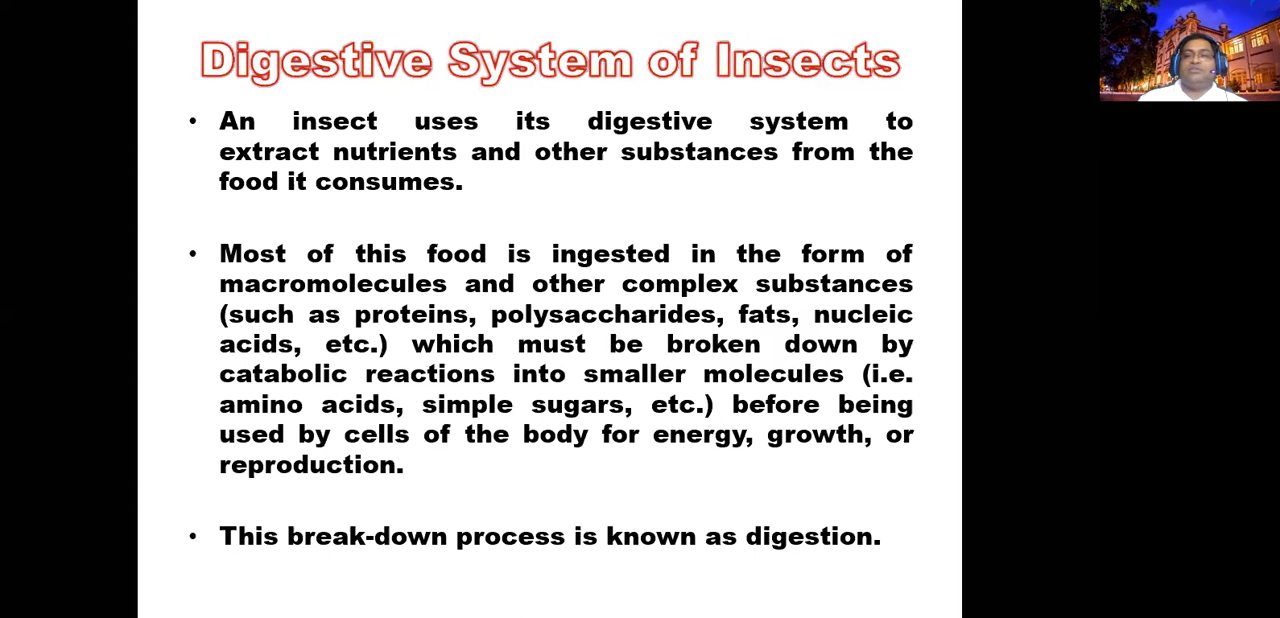 Digestive System of Insects
• An insect uses its digestive system to
extract nutrients and other substances from the
food it consumes.
• Most of this food is ingested in the form of
macromolecules and other complex substances
(such as proteins, polysaccharides, fats, nucleic
acids, etc.) which must be broken down by
catabolic reactions into smaller molecules (i.e.
amino acids, simple sugars, etc.) before being
used by cells of the body for energy, growth, or
reproduction.
• This break-down process is known as digestion.